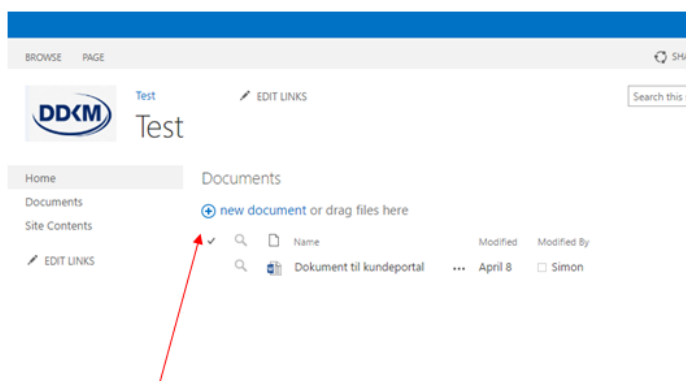 BROWSE PAGE
SHA
DDKM
Test
EDIT LINKS
Search this
Test
Home
Documents
Site Contents
EDIT LINKS
Documents
new document or drag files here
Name Modified Modified By
Dokument til kundeportal ... April 8 Simon